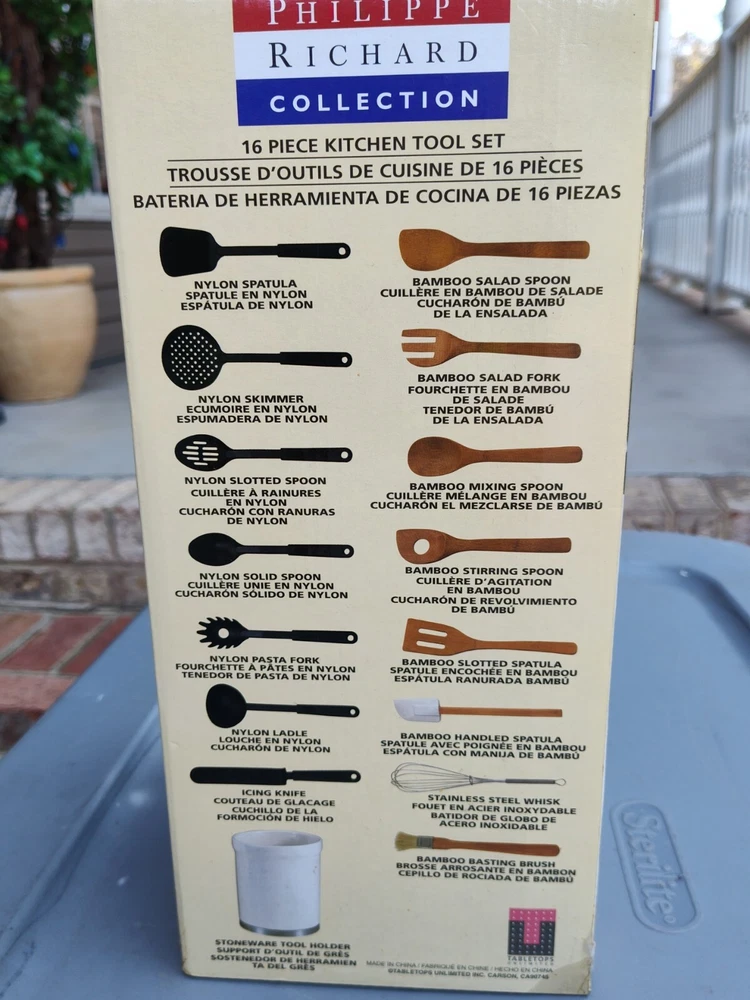 PHILIPPE
RICHARD
COLLECTION
16 PIECE KITCHEN TOOL SET
TROUSSE D'OUTILS DE CUISINE DE 16 PIÈCES
BATERIA DE HERRAMIENTA DE COCINA DE 16 PIEZAS
NYLON SPATULA
SPATULE EN NYLON
ESPÁTULA DE NYLON
NYLON SKIMMER
ECUMOIRE EN NYLON
ESPUMADERA DE NYLON
NYLON SLOTTED SPOON
CUILLÈRE À RAINURES
EN NYLON
CUCHARÓN CON RANURAS
DE NYLON
NYLON SOLID SPOON
CUILLÈRE UNIE EN NYLON
CUCHARÓN SÓLIDO DE NYLON
NYLON PASTA FORK
FOURCHETTE À PÂTES EN NYLON
TENEDOR DE PASTA DE NYLON
NYLON LADLE
LOUCHE EN NYLON
CUCHARÓN DE NYLON
ICING KNIFE
COUTEAU DE GLACAGE
CUCHILLO DE LA
FORMACIÓN DE HIELO
STONEWARE TOOL HOLDER
SUPPORT D'OUTIL DE GRÈS
SOSTENEDOR DE HERRAMIEN
TA DEL GRÈS
BAMBOO SALAD SPOON
CUILLÈRE EN BAMBOU DE SALADE
CUCHARÓN DE BAMBÚ
DE LA ENSALADA
BAMBOO SALAD FORK
FOURCHETTE EN BAMBOU
DE SALADE
TENEDOR DE BAMBÚ
DE LA ENSALADA
BAMBOO MIXING SPOON
CUILLÈRE MÉLANGE EN BAMBOU
CUCHARÓN EL MEZCLARSE DE BAMBÚ
BAMBOO STIRRING SPOON
CUILLÈRE D'AGITATION
EN BAMBOU
CUCHARÓN DE REVOLVIMIENTO
DE BAMBÚ
BAMBOO SLOTTED SPATULA
SPATULE ENCOCHÉE EN BAMBOU
ESPÁTULA RANURADA BAMBÚ
BAMBOO HANDLED SPATULA
SPATULE AVEC POIGNÉE EN BAMBOU
ESPÁTULA CON MANIJA DE BAMBÚ
STAINLESS STEEL WHISK
FOUET EN ACIER INOXYDABLE
BATIDOR DE GLOBO DE
ACERO INOXIDABLE
BAMBOO BASTING BRUSH
BROSSE ARROSANTE EN BAMBON
CEPILLO DE ROCIADA DE BAMBÚ
TABLETOPS
UNLIMITED
MADE IN CHINA / FABRIQUÉ EN CHINE / HECHO EN CHINA
©TABLETOPS UNLIMITED INC. CARSON, CA90745
Sterilite